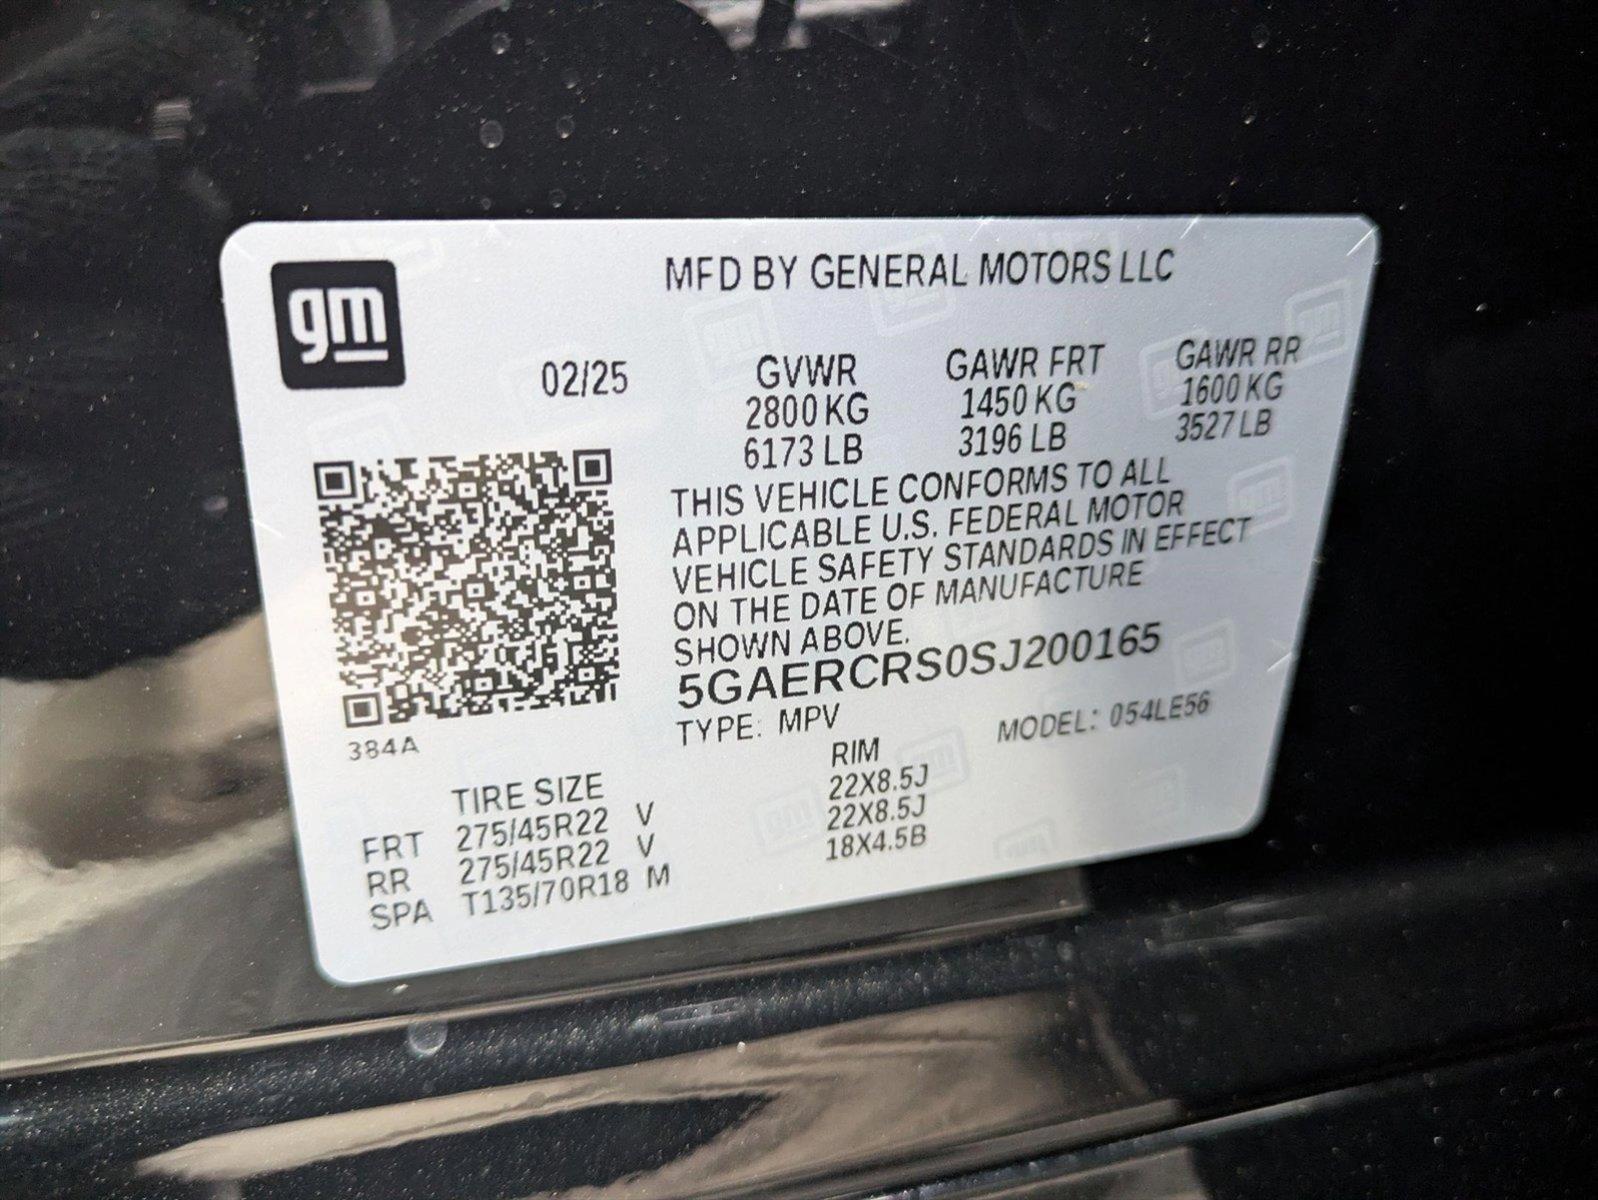 gm
MFD BY GENERAL MOTORS LLC
02/25
GVWR GAWR FRT GAWR RR
2800 KG 1450 KG 1600 KG
6173 LB 3196 LB 3527 LB
THIS VEHICLE CONFORMS TO ALL
APPLICABLE U.S. FEDERAL MOTOR
VEHICLE SAFETY STANDARDS IN EFFECT
ON THE DATE OF MANUFACTURE
SHOWN ABOVE.
5GAERCRS0SJ200165
TYPE: MPV MODEL: 054LE56
384A
TIRE SIZE RIM
FRT 275/45R22 V 22X8.5J
RR 275/45R22 V 22X8.5J
SPA T135/70R18 M 18X4.5B